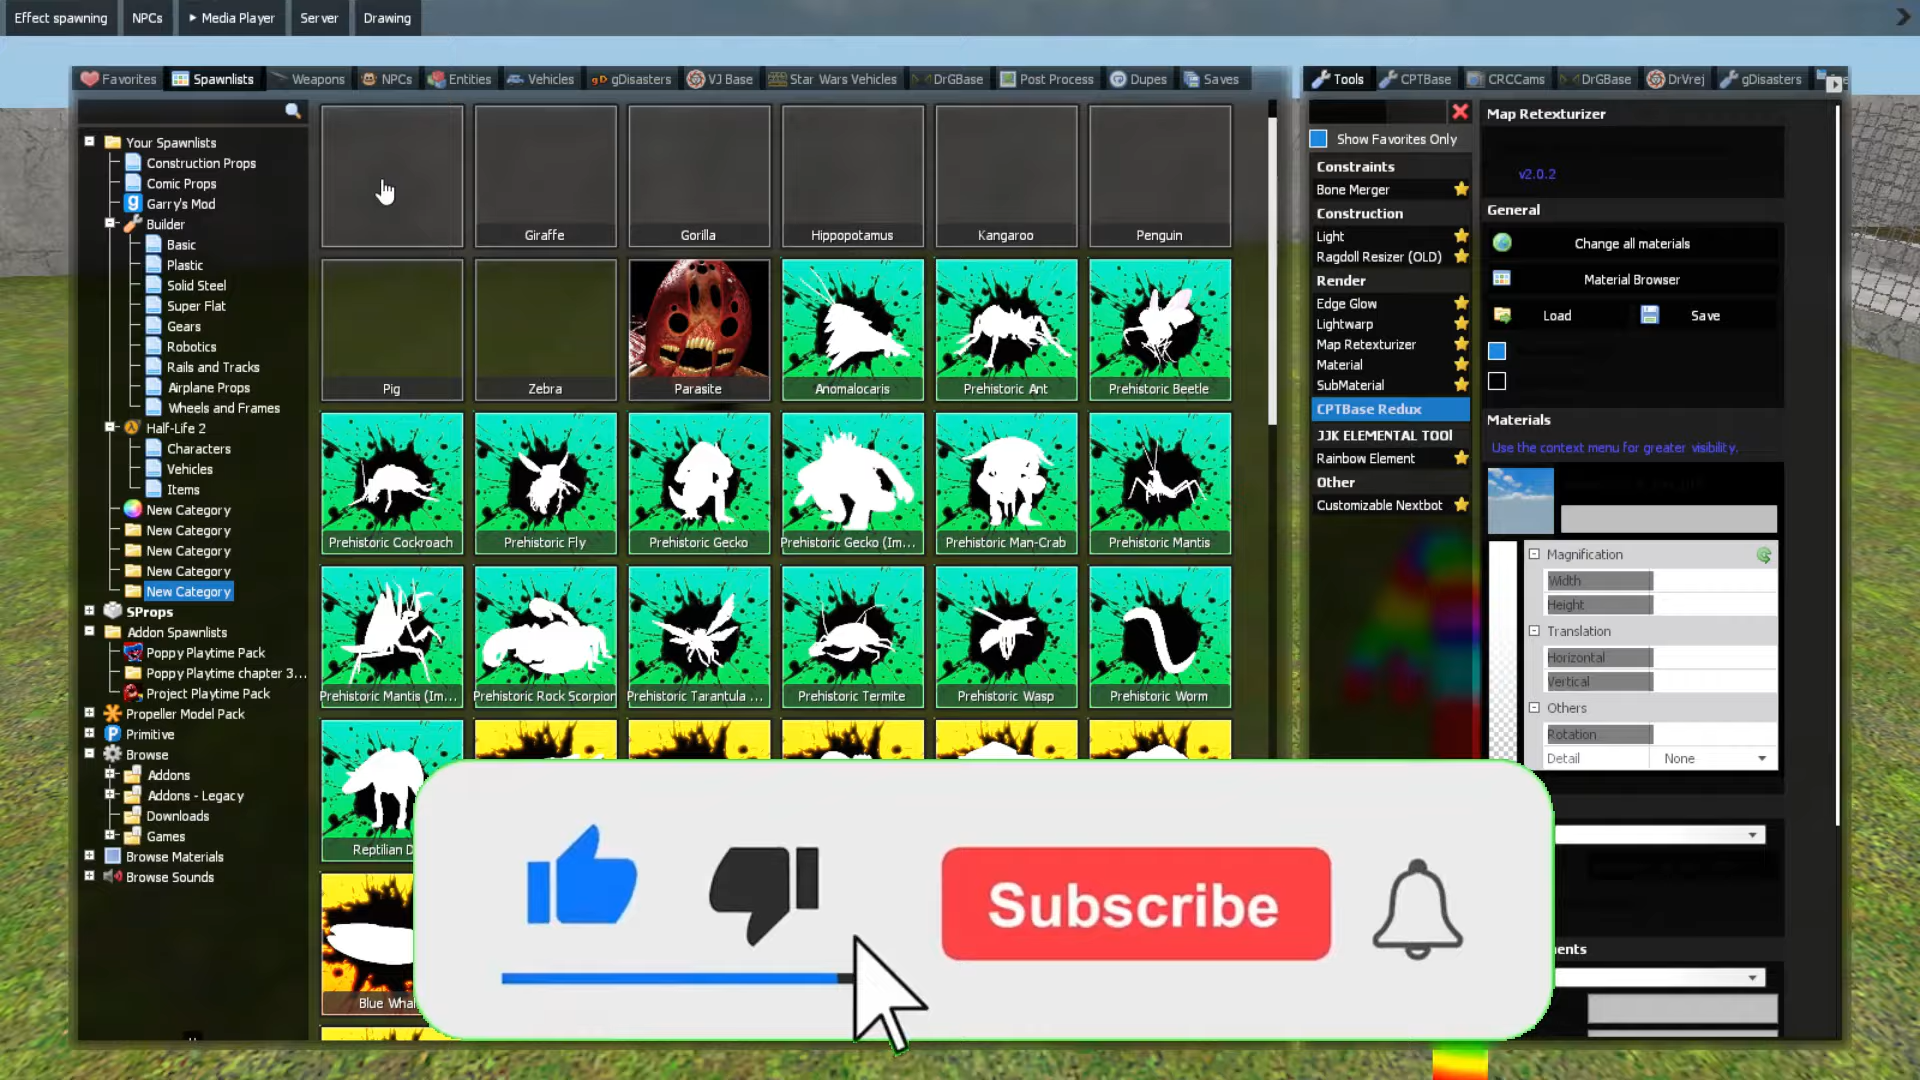 Effect spawning
NPCs
Media Player
Server
Drawing
Favorites
Spawnlists
Weapons
NPCs
Entities
Vehicles
gDisasters
VJ Base
Star Wars Vehicles
DrGBase
Post Process
Dupes
Saves
Your Spawnlists
Construction Props
Comic Props
Garry's Mod
Builder
Basic
Plastic
Solid Steel
Super Flat
Gears
Robotics
Rails and Tracks
Airplane Props
Wheels and Frames
Half-Life 2
Characters
Vehicles
Items
New Category
New Category
New Category
New Category
New Category
SProps
Addon Spawnlists
Poppy Playtime Pack
Poppy Playtime chapter 3...
Project Playtime Pack
Propeller Model Pack
Primitive
Browse
Addons
Addons - Legacy
Downloads
Games
Browse Materials
Browse Sounds
Giraffe
Gorilla
Hippopotamus
Kangaroo
Penguin
Pig
Zebra
Parasite
Anomalocaris
Prehistoric Ant
Prehistoric Beetle
Prehistoric Cockroach
Prehistoric Fly
Prehistoric Gecko
Prehistoric Gecko (Im...
Prehistoric Man-Crab
Prehistoric Mantis
Prehistoric Mantis (Im...
Prehistoric Rock Scorpion
Prehistoric Tarantula ...
Prehistoric Termite
Prehistoric Wasp
Prehistoric Worm
Reptilian D
Blue Wha
Subscribe
Tools
CPTBase
CRCCams
DrGBase
DrVrej
gDisasters
Show Favorites Only
Constraints
Bone Merger
Construction
Light
Ragdoll Resizer (OLD)
Render
Edge Glow
Lightwarp
Map Retexturizer
Material
SubMaterial
CPTBase Redux
JJK ELEMENTAL TOOl
Rainbow Element
Other
Customizable Nextbot
Map Retexturizer
v2.0.2
General
Change all materials
Material Browser
Load
Save
Materials
Use the context menu for greater visibility.
Magnification
Width
Height
Translation
Horizontal
Vertical
Others
Rotation
Detail
None
ents